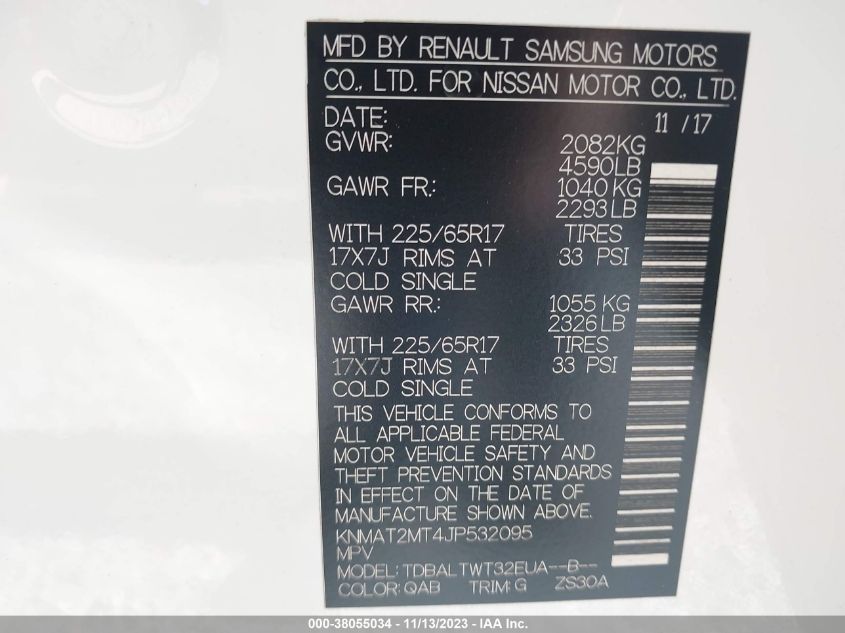 MFD BY RENAULT SAMSUNG MOTORS
CO., LTD. FOR NISSAN MOTOR CO., LTD.
DATE: 11 / 17
GVWR: 2082KG
4590LB
GAWR FR.: 1040 KG
2293 LB
WITH 225/65R17 TIRES
17X7J RIMS AT 33 PSI
COLD SINGLE
GAWR RR.: 1055 KG
2326 LB
WITH 225/65R17 TIRES
17X7J RIMS AT 33 PSI
COLD SINGLE
THIS VEHICLE CONFORMS TO
ALL APPLICABLE FEDERAL
MOTOR VEHICLE SAFETY AND
THEFT PREVENTION STANDARDS
IN EFFECT ON THE DATE OF
MANUFACTURE SHOWN ABOVE.
KNMAT2MT4JP532095
MPV
MODEL: TDBALTWT32EUA--B--
COLOR: QAB TRIM: G ZS30A
000-38055034 - 11/13/2023 - IAA Inc.